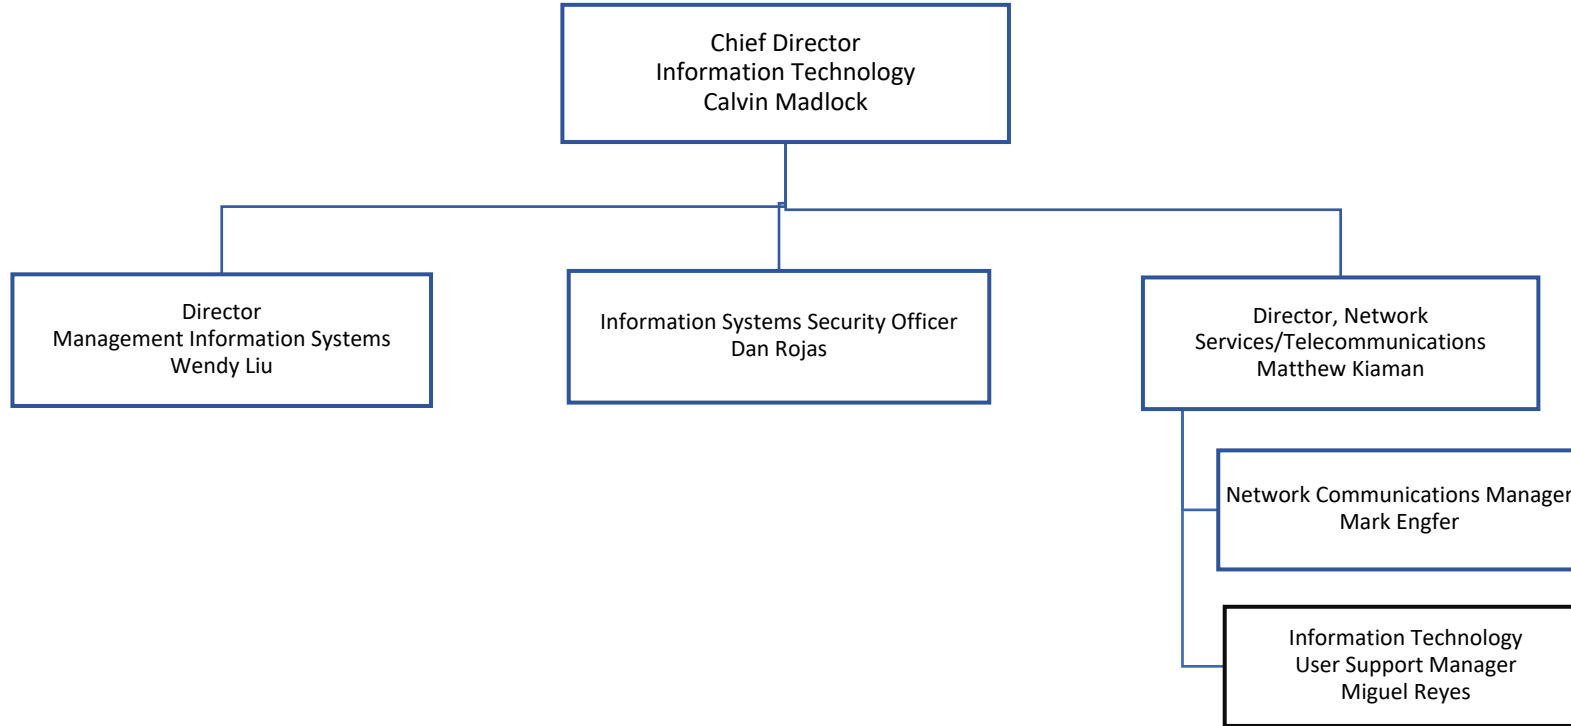 Chief Director
Information Technology
Calvin Madlock
Director
Management Information Systems
Wendy Liu
Information Systems Security Officer
Dan Rojas
Director, Network
Services/Telecommunications
Matthew Kiaman
Network Communications Manager
Mark Engfer
Information Technology
User Support Manager
Miguel Reyes